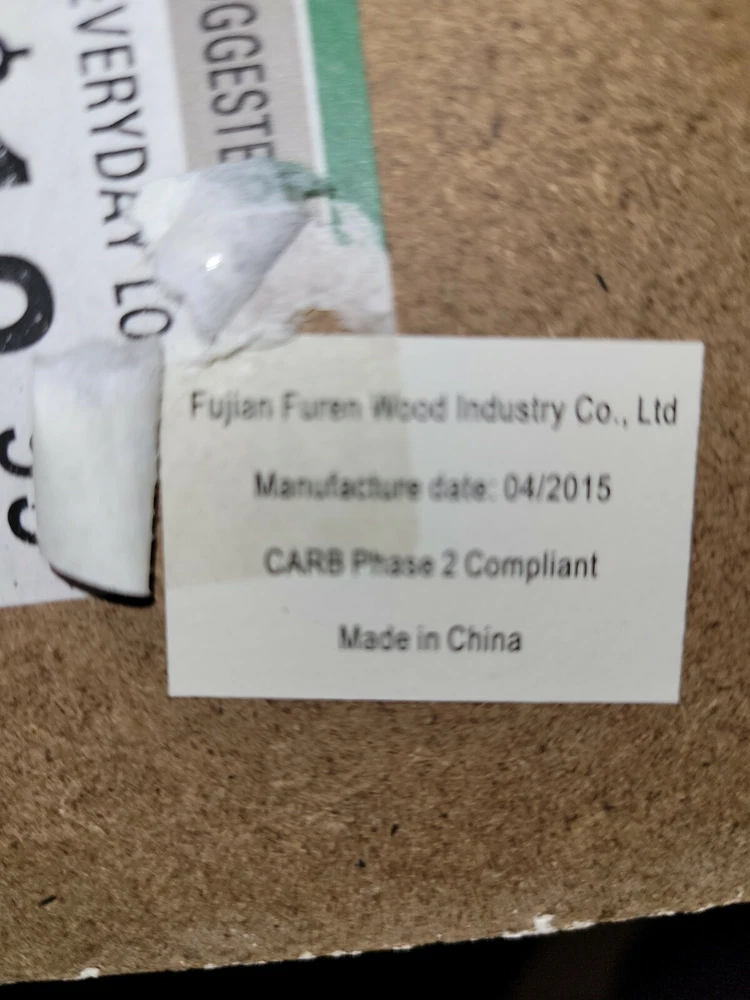 EVERYDAY LO
GGESTE
Fujian Furen Wood Industry Co., Ltd
Manufacture date: 04/2015
CARB Phase 2 Compliant
Made in China